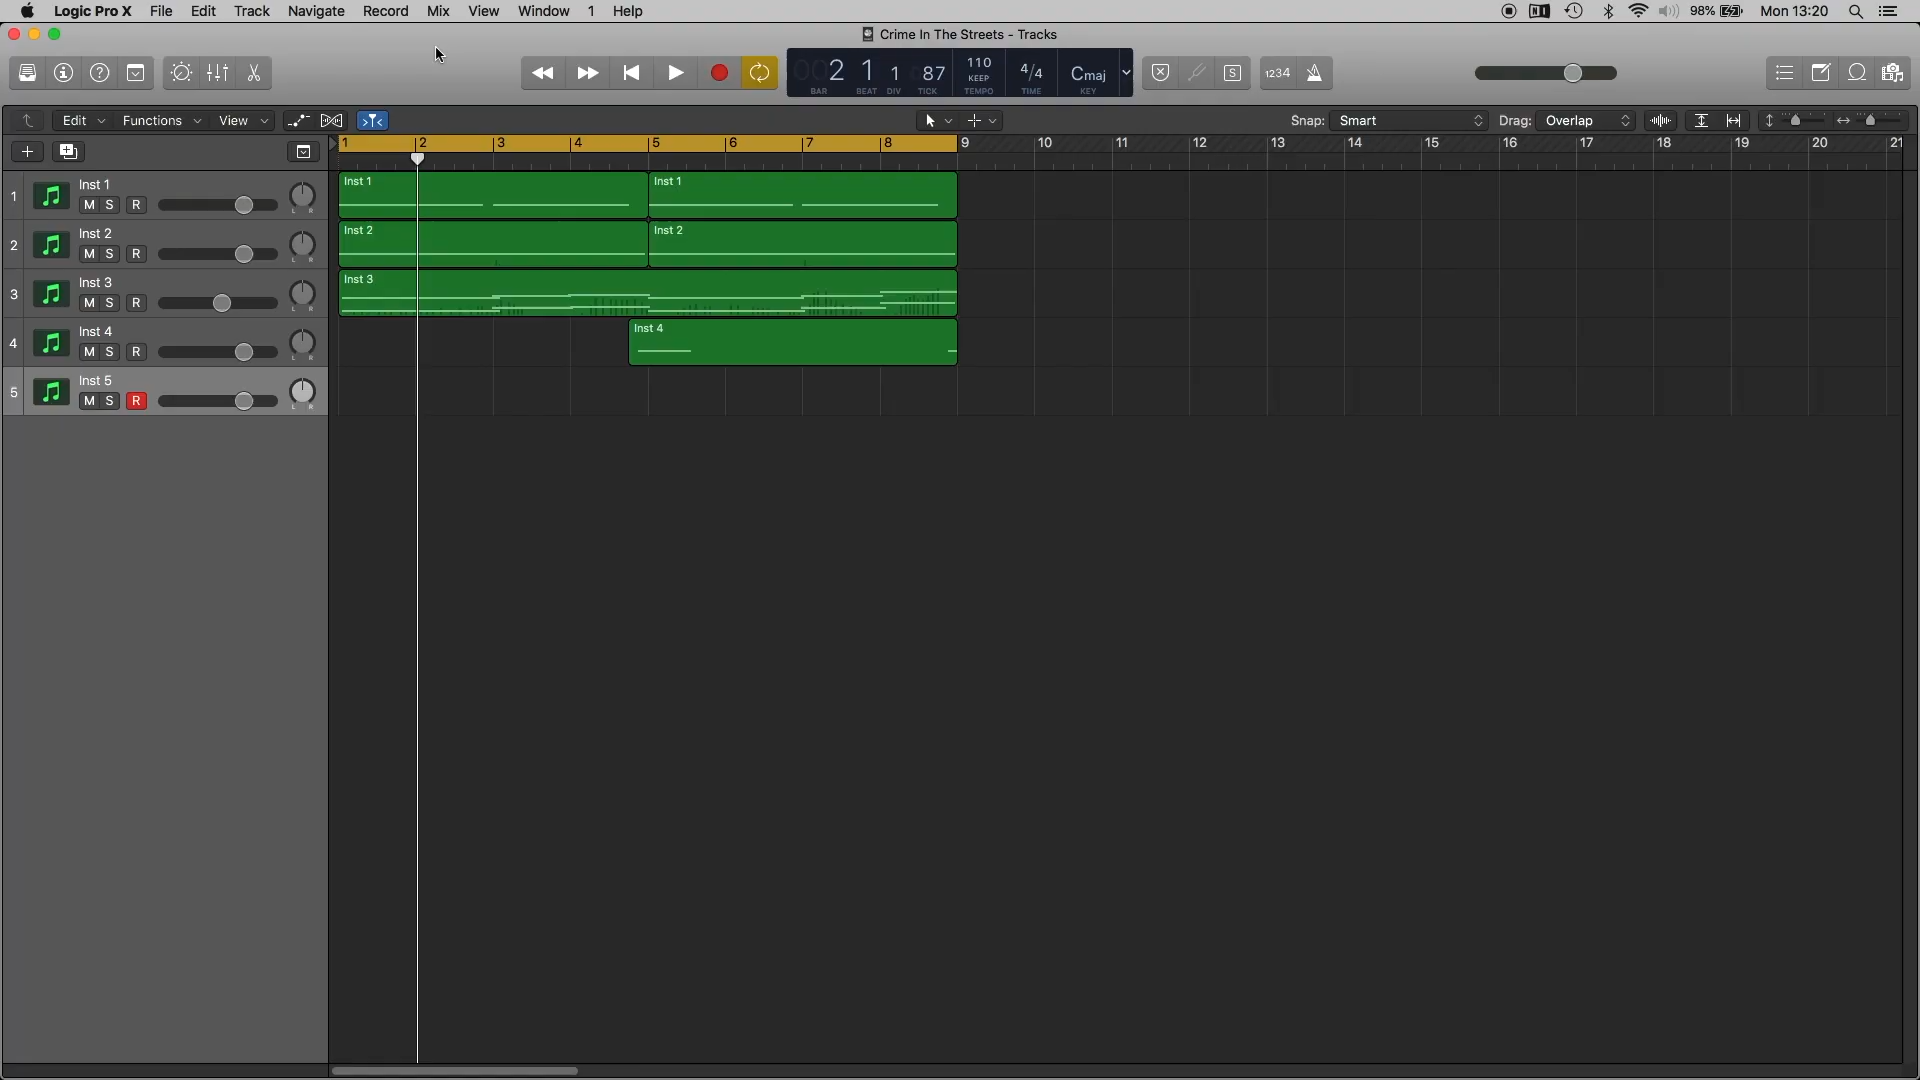 Logic Pro X File Edit Track Navigate Record Mix View Window 1 Help 98% Mon 13:20
Crime In The Streets - Tracks
002 1 1 087 110 KEEP 4/4 Cmaj
BAR BEAT DIV TICK TEMPO TIME KEY
S 1234
Edit Functions View Snap: Smart Drag: Overlap
1 2 3 4 5 6 7 8 9 10 11 12 13 14 15 16 17 18 19 20 21
1 Inst 1 M S R L R Inst 1 Inst 1
2 Inst 2 M S R L R Inst 2 Inst 2
3 Inst 3 M S R L R Inst 3
4 Inst 4 M S R L R Inst 4
5 Inst 5 M S R L R